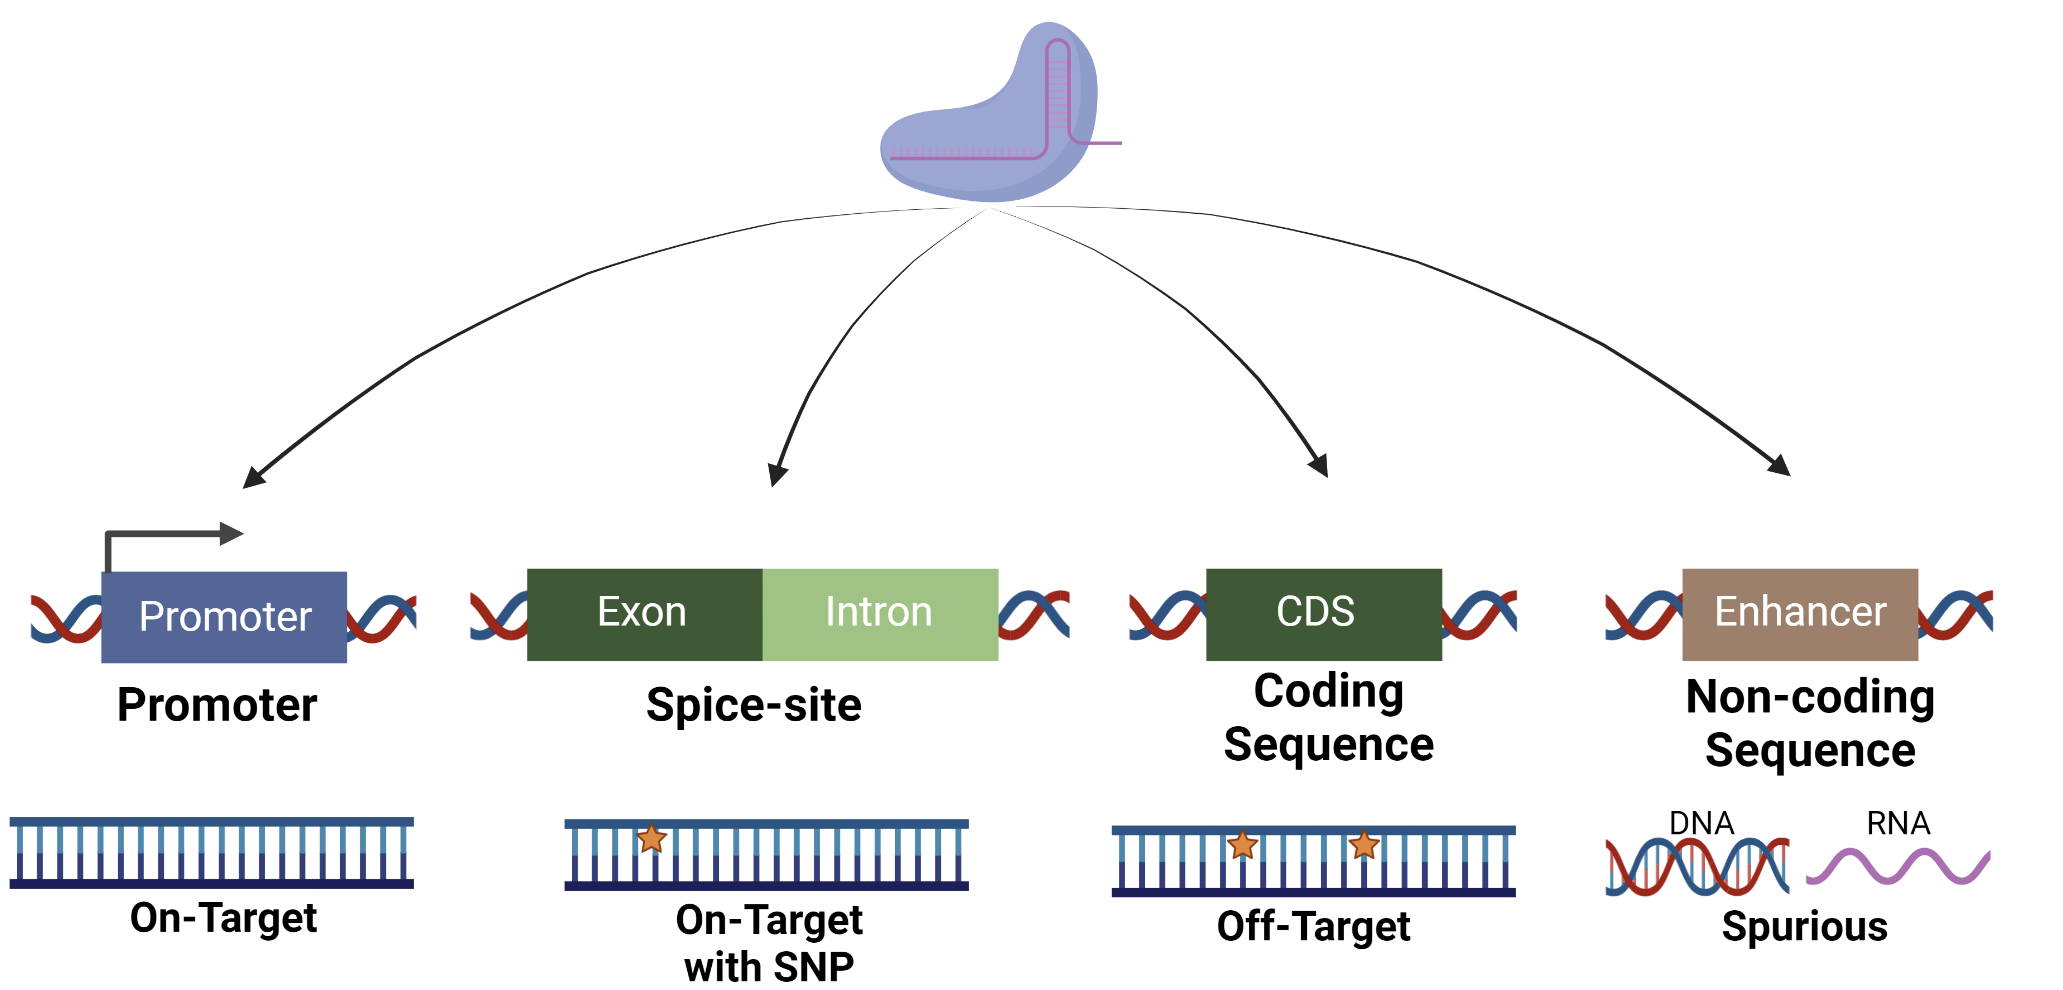 Promoter
Exon
Intron
CDS
Enhancer
Promoter
Spice-site
Coding
Sequence
Non-coding
Sequence
On-Target
On-Target
with SNP
Off-Target
DNA
RNA
Spurious